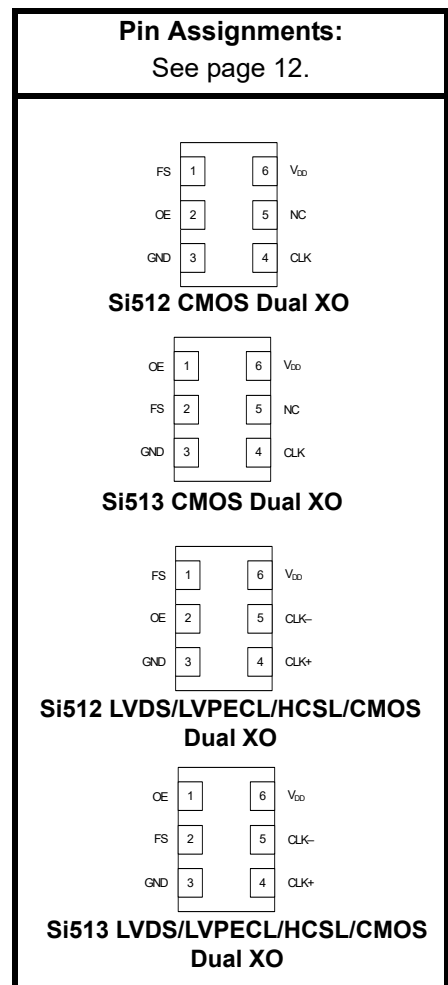 Pin Assignments:
See page 12.
FS 1 6 VDD
OE 2 5 NC
GND 3 4 CLK
Si512 CMOS Dual XO
OE 1 6 VDD
FS 2 5 NC
GND 3 4 CLK
Si513 CMOS Dual XO
FS 1 6 VDD
OE 2 5 CLK–
GND 3 4 CLK+
Si512 LVDS/LVPECL/HCSL/CMOS
Dual XO
OE 1 6 VDD
FS 2 5 CLK–
GND 3 4 CLK+
Si513 LVDS/LVPECL/HCSL/CMOS
Dual XO